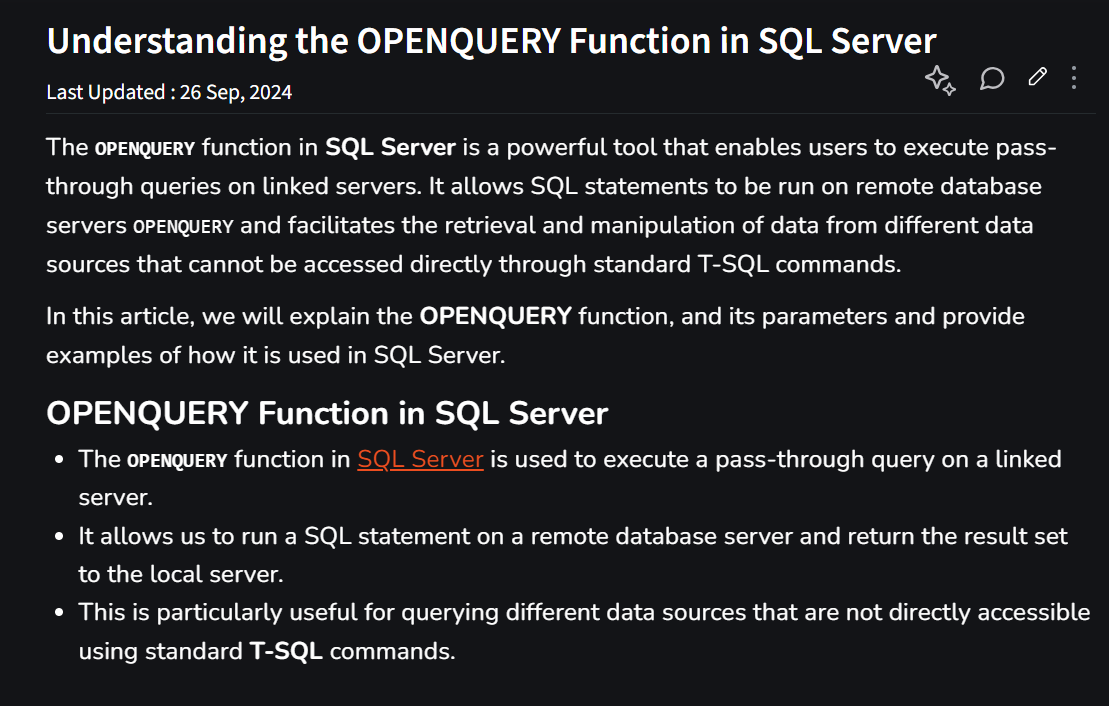 Understanding the OPENQUERY Function in SQL Server
Last Updated : 26 Sep, 2024
The OPENQUERY function in SQL Server is a powerful tool that enables users to execute pass-
through queries on linked servers. It allows SQL statements to be run on remote database
servers OPENQUERY and facilitates the retrieval and manipulation of data from different data
sources that cannot be accessed directly through standard T-SQL commands.
In this article, we will explain the OPENQUERY function, and its parameters and provide
examples of how it is used in SQL Server.
OPENQUERY Function in SQL Server
• The OPENQUERY function in SQL Server is used to execute a pass-through query on a linked
server.
• It allows us to run a SQL statement on a remote database server and return the result set
to the local server.
• This is particularly useful for querying different data sources that are not directly accessible
using standard T-SQL commands.